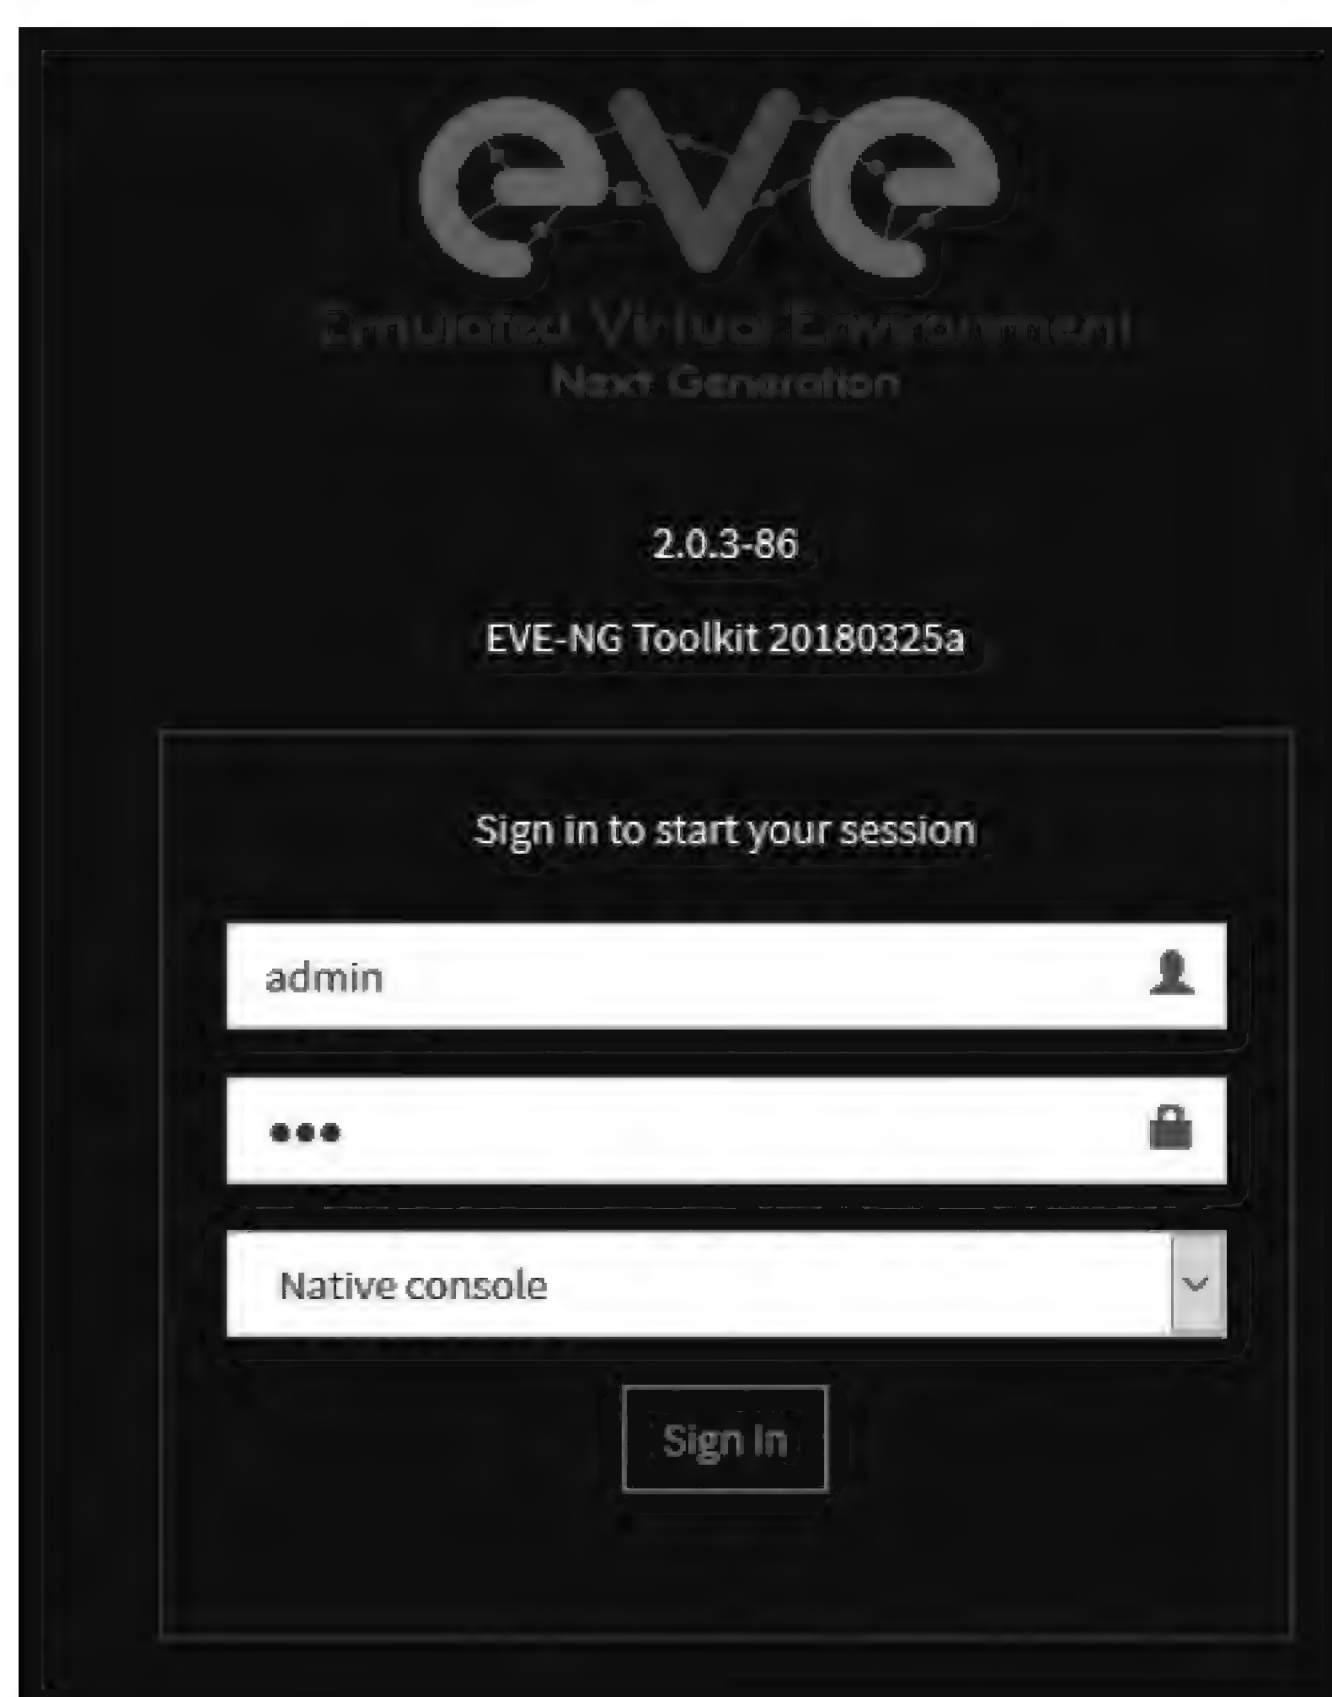 eve
Emulated Virtual Environment
Next Generation
2.0.3-86
EVE-NG Toolkit 20180325a
Sign in to start your session
admin
●●●
Native console
Sign In